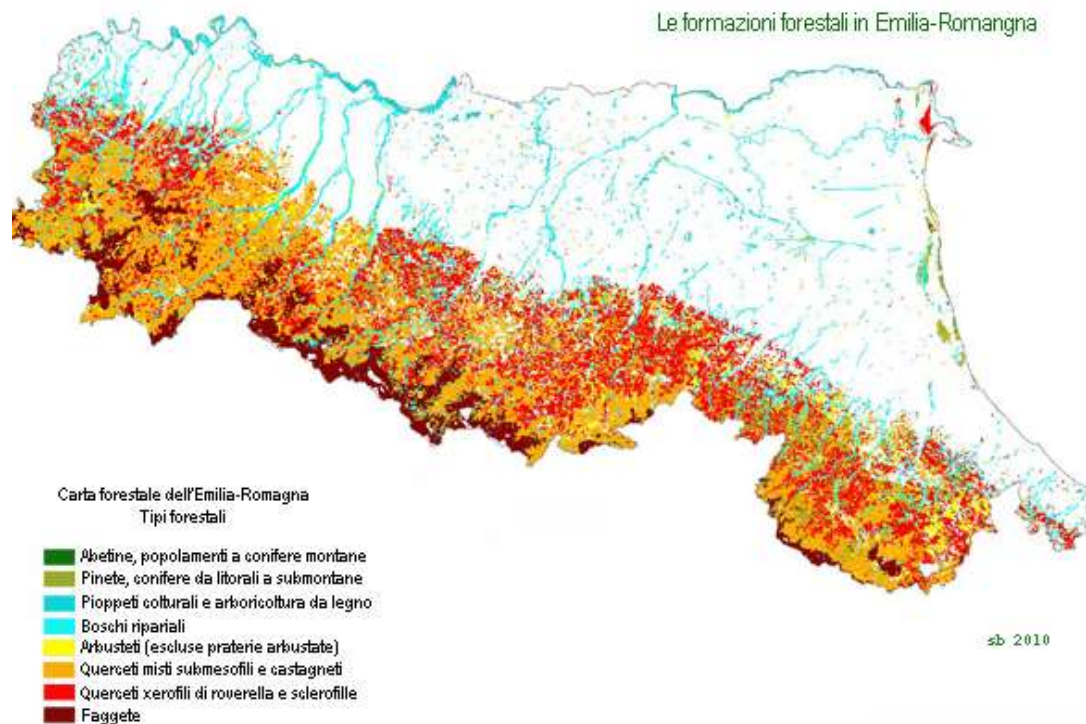 Le formazioni forestali in Emilia-Romangna
Carta forestale dell'Emilia-Romagna
Tipi forestali
Abetine, popolamenti a conifere montane
Pinete, conifere da litorali a submontane
Pioppeti colturali e arboricoltura da legno
Boschi ripariali
Arbusteti (escluse praterie arbustate)
Querceti misti submesofili e castagneti
Querceti xerofili di roverella e sclerofille
Faggete
sb 2010